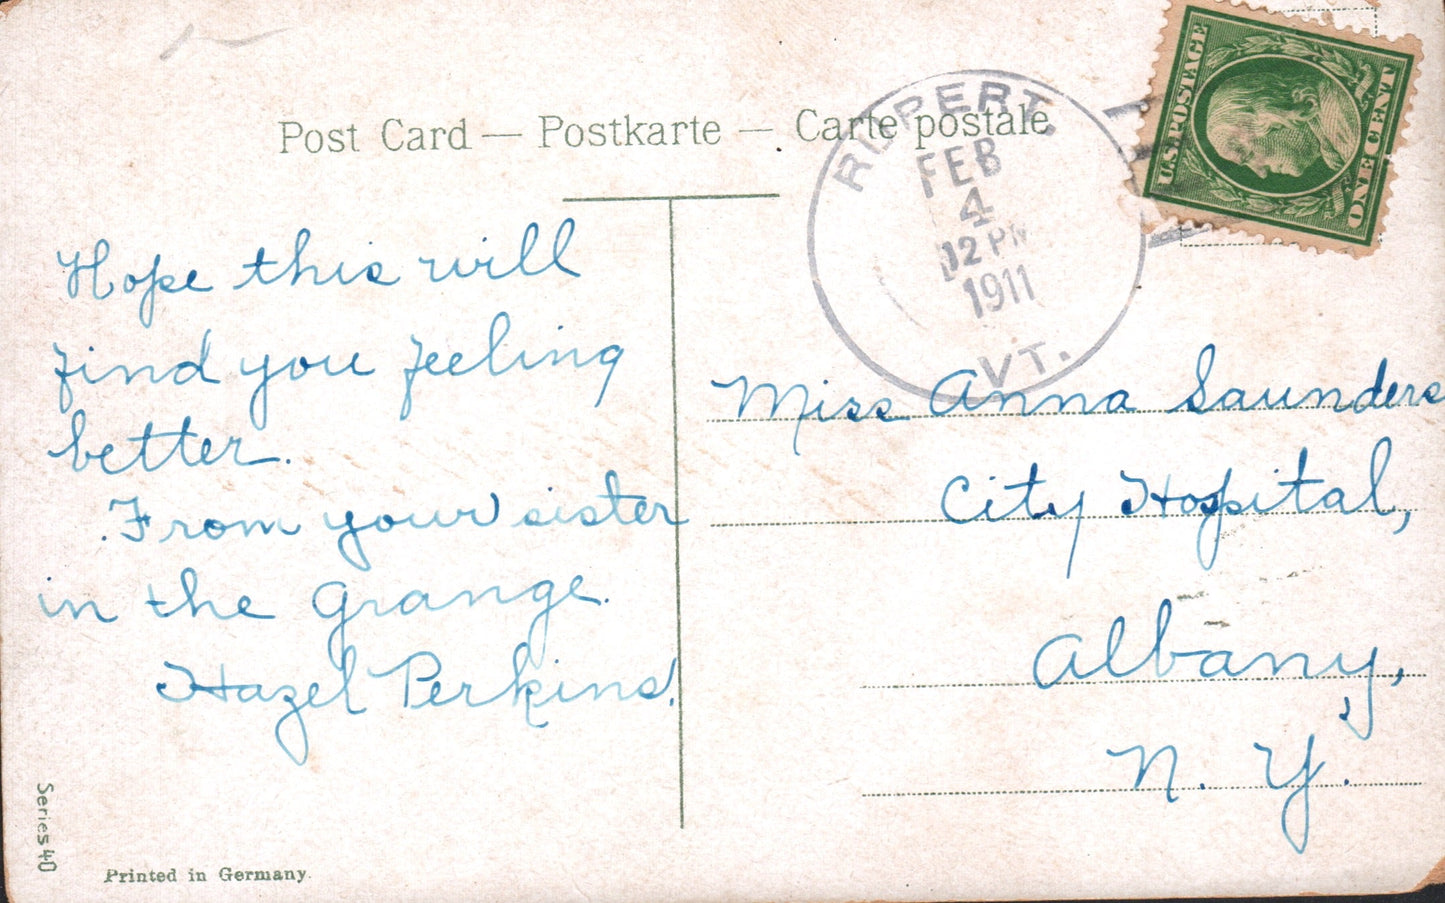 Post Card — Postkarte — Carte postale
RUPERT.
FEB
4
12 PM
1911
VT.
U.S. POSTAGE
ONE CENT
Hope this will
find you feeling
better.
From your sister
in the Grange.
Hazel Perkins.
Miss Anna Saunders
City Hospital,
Albany,
N. Y.
Series 40
Printed in Germany.